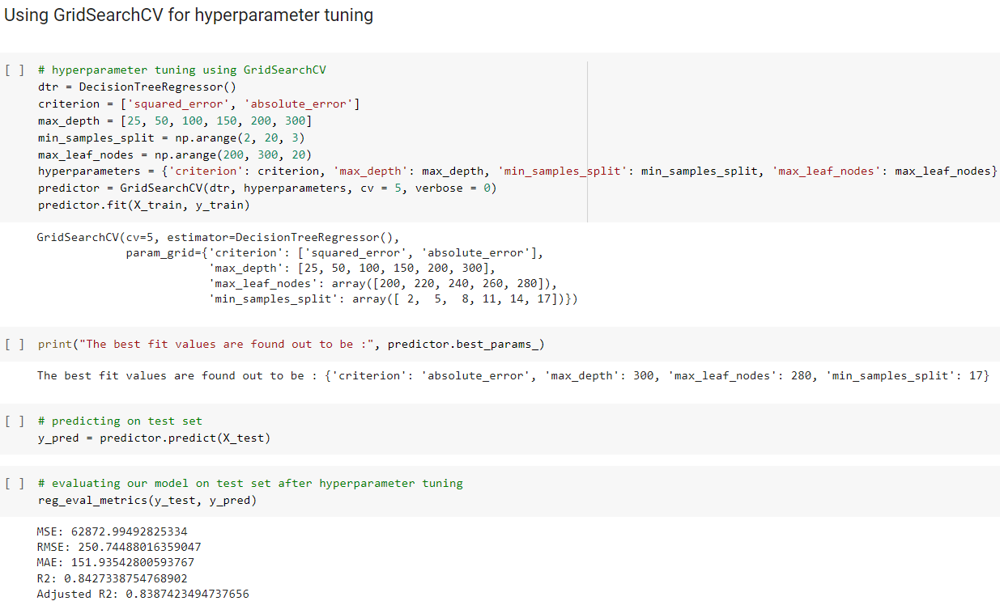 Using GridSearchCV for hyperparameter tuning
[ ] # hyperparameter tuning using GridSearchCV
dtr = DecisionTreeRegressor()
criterion = ['squared_error', 'absolute_error']
max_depth = [25, 50, 100, 150, 200, 300]
min_samples_split = np.arange(2, 20, 3)
max_leaf_nodes = np.arange(200, 300, 20)
hyperparameters = {'criterion': criterion, 'max_depth': max_depth, 'min_samples_split': min_samples_split, 'max_leaf_nodes': max_leaf_nodes}
predictor = GridSearchCV(dtr, hyperparameters, cv = 5, verbose = 0)
predictor.fit(X_train, y_train)
GridSearchCV(cv=5, estimator=DecisionTreeRegressor(),
param_grid={'criterion': ['squared_error', 'absolute_error'],
'max_depth': [25, 50, 100, 150, 200, 300],
'max_leaf_nodes': array([200, 220, 240, 260, 280]),
'min_samples_split': array([ 2,  5,  8, 11, 14, 17])})
[ ] print("The best fit values are found out to be :", predictor.best_params_)
The best fit values are found out to be : {'criterion': 'absolute_error', 'max_depth': 300, 'max_leaf_nodes': 280, 'min_samples_split': 17}
[ ] # predicting on test set
y_pred = predictor.predict(X_test)
[ ] # evaluating our model on test set after hyperparameter tuning
reg_eval_metrics(y_test, y_pred)
MSE: 62872.99492825334
RMSE: 250.74488016359047
MAE: 151.93542800593767
R2: 0.8427338754768902
Adjusted R2: 0.8387423494737656